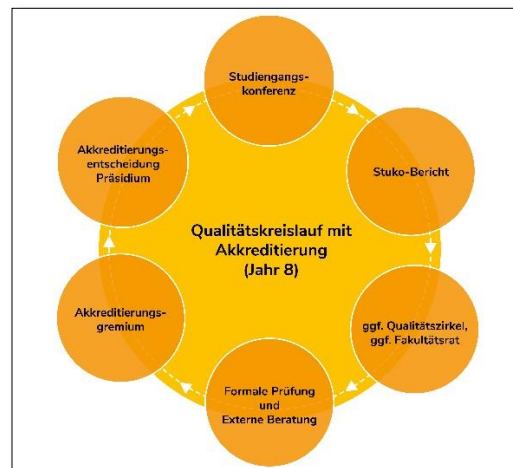 Studiengangs-
konferenz
Stuko-Bericht
ggf. Qualitätszirkel,
ggf. Fakultätsrat
Formale Prüfung
und
Externe Beratung
Akkreditierungs-
gremium
Akkreditierungs-
entscheidung
Präsidium
Qualitätskreislauf mit
Akkreditierung
(Jahr 8)